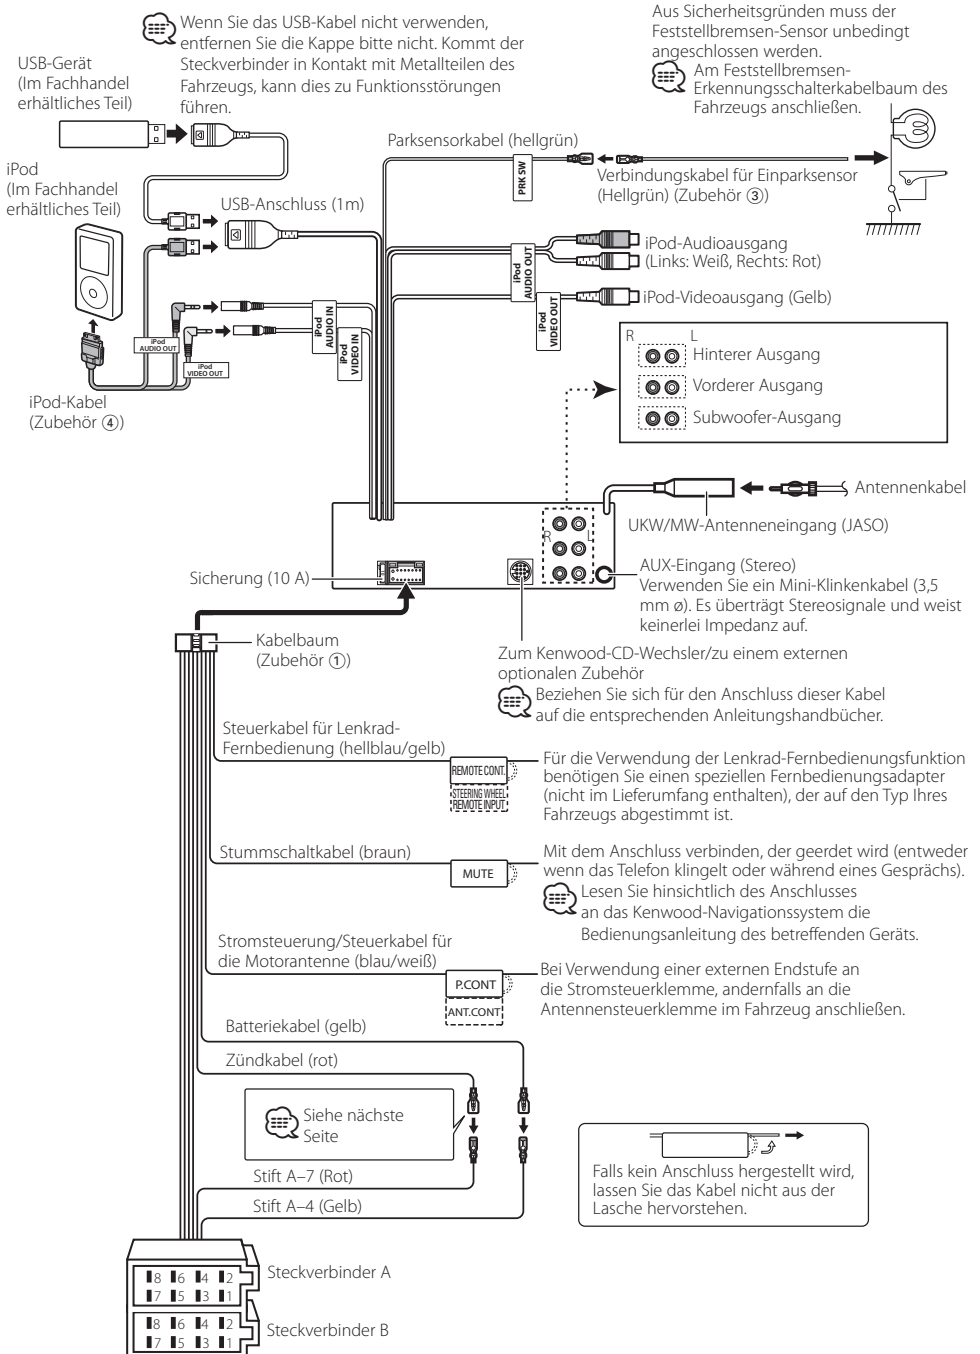 Wenn Sie das USB-Kabel nicht verwenden,
entfernen Sie die Kappe bitte nicht. Kommt der
Steckverbinder in Kontakt mit Metallteilen des
Fahrzeugs, kann dies zu Funktionsstörungen
führen.
Aus Sicherheitsgründen muss der
Feststellbremsen-Sensor unbedingt
angeschlossen werden.
Am Feststellbremsen-
Erkennungsschalterkabelbaum des
Fahrzeugs anschließen.
USB-Gerät
(Im Fachhandel
erhältliches Teil)
Parksensorkabel (hellgrün)
PRK SW
Verbindungskabel für Einparksensor
(Hellgrün) (Zubehör ③)
iPod
(Im Fachhandel
erhältliches Teil)
USB-Anschluss (1m)
iPod
AUDIO OUT
iPod-Audioausgang
(Links: Weiß, Rechts: Rot)
iPod
VIDEO OUT
iPod-Videoausgang (Gelb)
iPod
AUDIO IN
iPod
VIDEO IN
iPod
AUDIO OUT
iPod
VIDEO OUT
iPod-Kabel
(Zubehör ④)
R L
Hinterer Ausgang
Vorderer Ausgang
Subwoofer-Ausgang
Antennenkabel
UKW/MW-Antenneneingang (JASO)
R L
Sicherung (10 A)
AUX-Eingang (Stereo)
Verwenden Sie ein Mini-Klinkenkabel (3,5
mm ø). Es überträgt Stereosignale und weist
keinerlei Impedanz auf.
Kabelbaum
(Zubehör ①)
Zum Kenwood-CD-Wechsler/zu einem externen
optionalen Zubehör
Beziehen Sie sich für den Anschluss dieser Kabel
auf die entsprechenden Anleitungshandbücher.
Steuerkabel für Lenkrad-
Fernbedienung (hellblau/gelb)
REMOTE CONT.
STEERING WHEEL
REMOTE INPUT
Für die Verwendung der Lenkrad-Fernbedienungsfunktion
benötigen Sie einen speziellen Fernbedienungsadapter
(nicht im Lieferumfang enthalten), der auf den Typ Ihres
Fahrzeugs abgestimmt ist.
Stummschaltkabel (braun)
MUTE
Mit dem Anschluss verbinden, der geerdet wird (entweder
wenn das Telefon klingelt oder während eines Gesprächs).
Lesen Sie hinsichtlich des Anschlusses
an das Kenwood-Navigationssystem die
Bedienungsanleitung des betreffenden Geräts.
Stromsteuerung/Steuerkabel für
die Motorantenne (blau/weiß)
P.CONT
ANT.CONT
Bei Verwendung einer externen Endstufe an
die Stromsteuerklemme, andernfalls an die
Antennensteuerklemme im Fahrzeug anschließen.
Batteriekabel (gelb)
Zündkabel (rot)
Siehe nächste
Seite
Stift A–7 (Rot)
Stift A–4 (Gelb)
Falls kein Anschluss hergestellt wird,
lassen Sie das Kabel nicht aus der
Lasche hervorstehen.
Steckverbinder A
8 6 4 2
7 5 3 1
Steckverbinder B
8 6 4 2
7 5 3 1